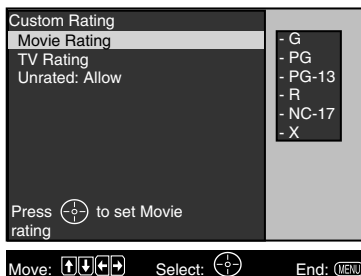 Custom Rating
Movie Rating
TV Rating
Unrated: Allow
- G
- PG
- PG-13
- R
- NC-17
- X
Press to set Movie
rating
Move: Select: End: MENU